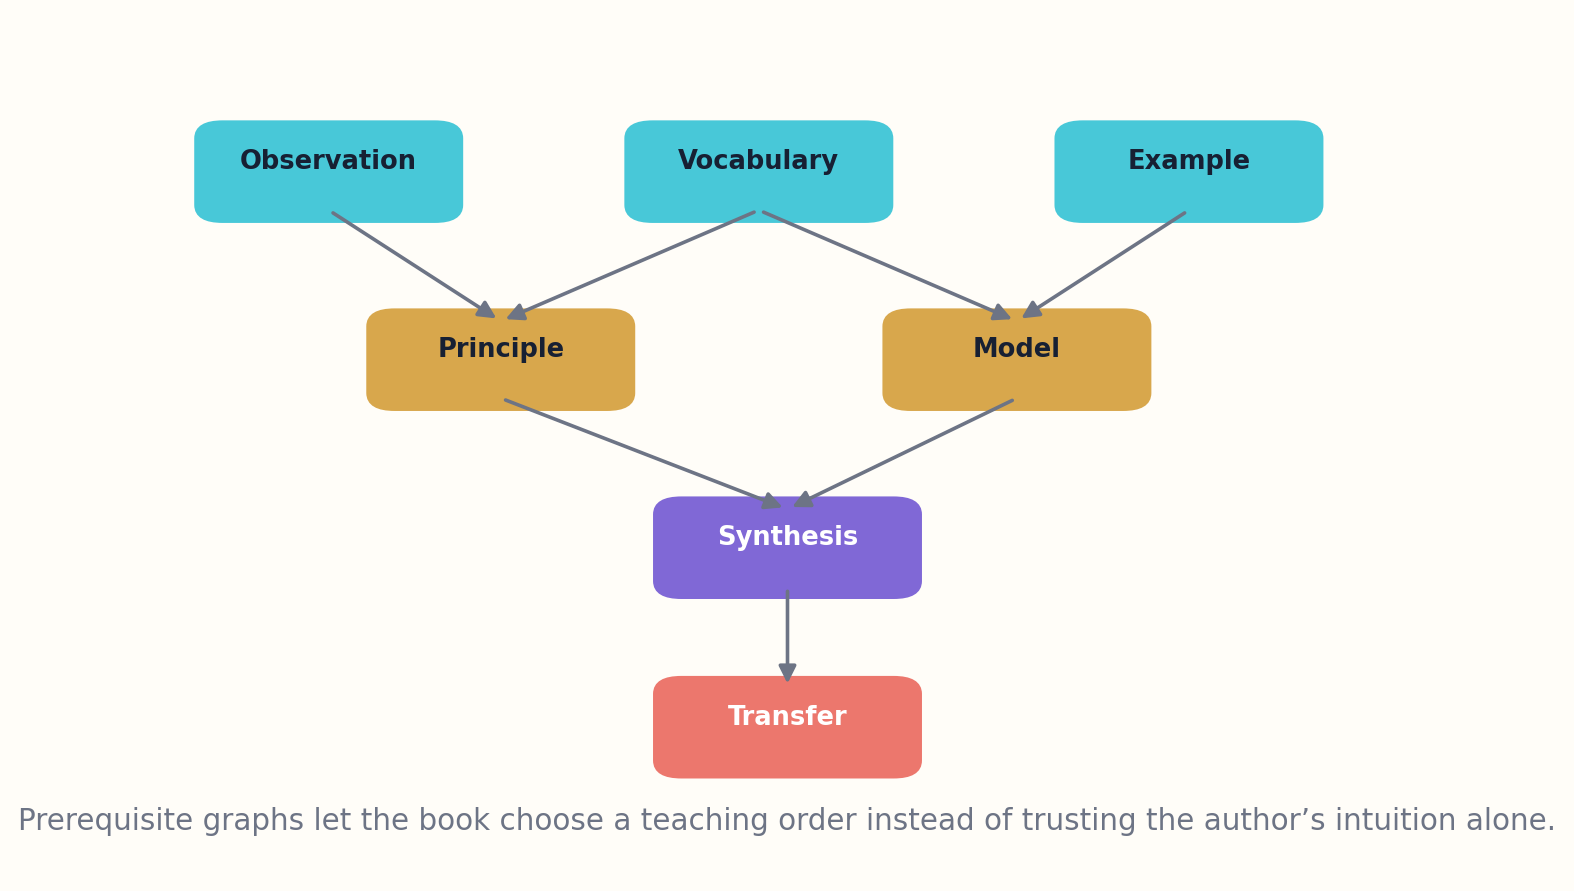 Observation
Vocabulary
Example
Principle
Model
Synthesis
Transfer
Prerequisite graphs let the book choose a teaching order instead of trusting the author’s intuition alone.